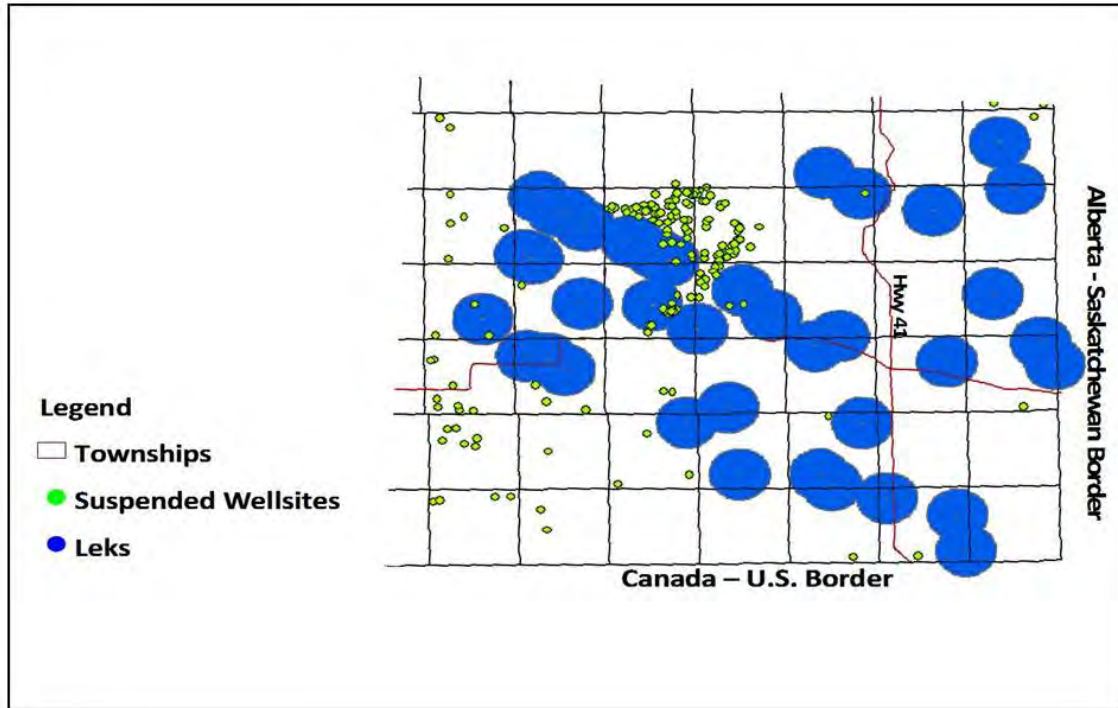 Hwy 41
Alberta - Saskatchewan Border
Legend
Townships
Suspended Wellsites
Leks
Canada – U.S. Border